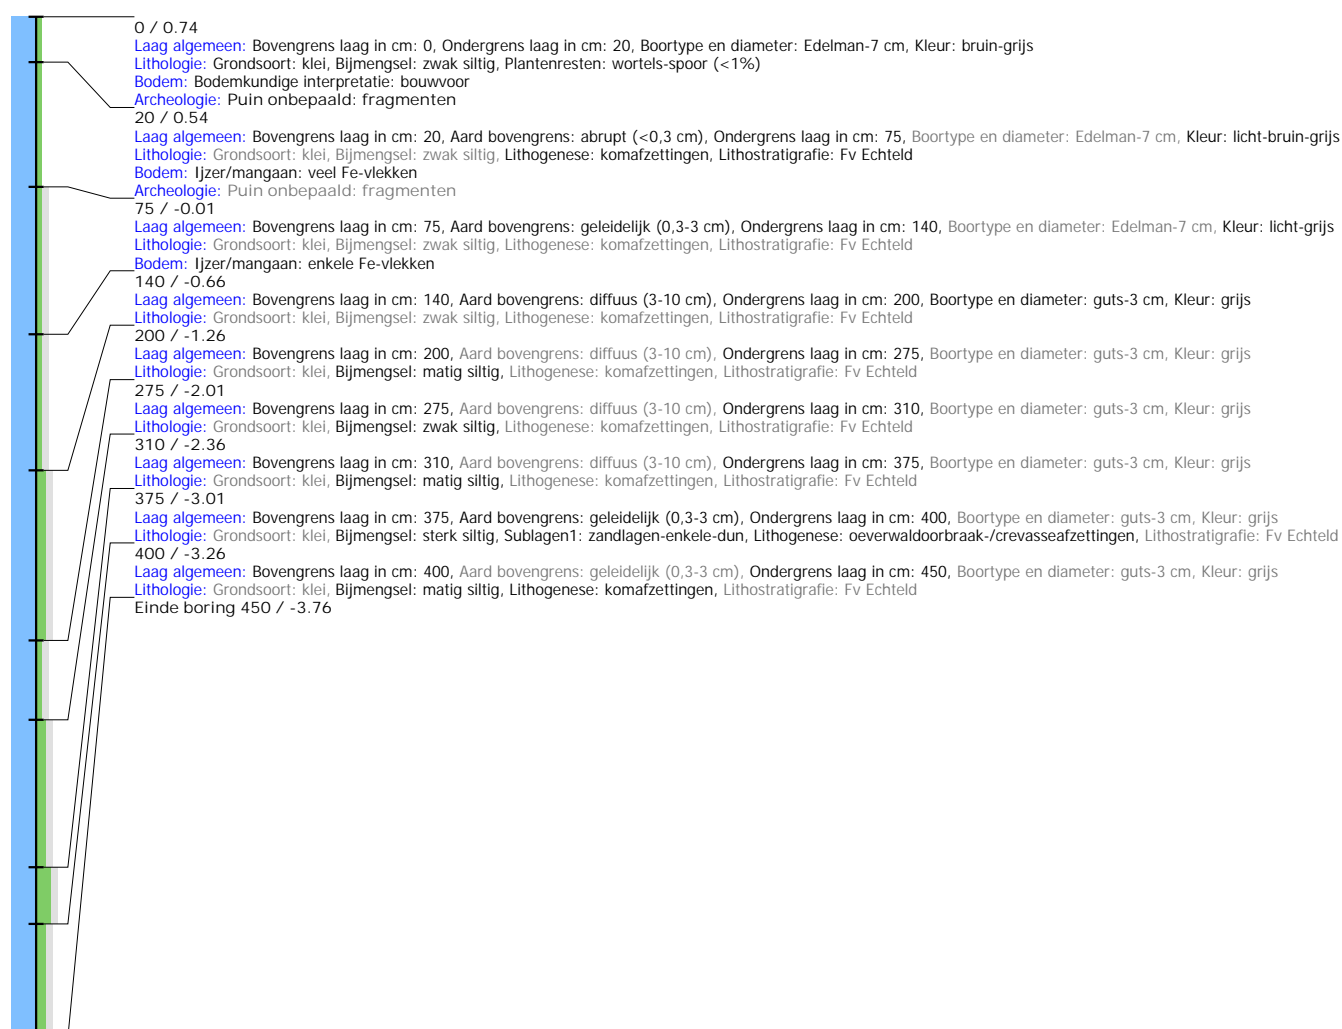 0 / 0.74
Laag algemeen: Bovengrens laag in cm: 0, Ondergrens laag in cm: 20, Boortype en diameter: Edelman-7 cm, Kleur: bruin-grijs
Lithologie: Grondsoort: klei, Bijmengsel: zwak siltig, Plantenresten: wortels-spoor (<1%)
Bodem: Bodemkundige interpretatie: bouwvoor
Archeologie: Puin onbepaald: fragmenten
20 / 0.54
Laag algemeen: Bovengrens laag in cm: 20, Aard bovengrens: abrupt (<0,3 cm), Ondergrens laag in cm: 75, Boortype en diameter: Edelman-7 cm, Kleur: licht-bruin-grijs
Lithologie: Grondsoort: klei, Bijmengsel: zwak siltig, Lithogenese: komafzettingen, Lithostratigrafie: Fv Echteld
Bodem: Ijzer/mangaan: veel Fe-vlekken
Archeologie: Puin onbepaald: fragmenten
75 / -0.01
Laag algemeen: Bovengrens laag in cm: 75, Aard bovengrens: geleidelijk (0,3-3 cm), Ondergrens laag in cm: 140, Boortype en diameter: Edelman-7 cm, Kleur: licht-grijs
Lithologie: Grondsoort: klei, Bijmengsel: zwak siltig, Lithogenese: komafzettingen, Lithostratigrafie: Fv Echteld
Bodem: Ijzer/mangaan: enkele Fe-vlekken
140 / -0.66
Laag algemeen: Bovengrens laag in cm: 140, Aard bovengrens: diffuus (3-10 cm), Ondergrens laag in cm: 200, Boortype en diameter: guts-3 cm, Kleur: grijs
Lithologie: Grondsoort: klei, Bijmengsel: zwak siltig, Lithogenese: komafzettingen, Lithostratigrafie: Fv Echteld
200 / -1.26
Laag algemeen: Bovengrens laag in cm: 200, Aard bovengrens: diffuus (3-10 cm), Ondergrens laag in cm: 275, Boortype en diameter: guts-3 cm, Kleur: grijs
Lithologie: Grondsoort: klei, Bijmengsel: matig siltig, Lithogenese: komafzettingen, Lithostratigrafie: Fv Echteld
275 / -2.01
Laag algemeen: Bovengrens laag in cm: 275, Aard bovengrens: diffuus (3-10 cm), Ondergrens laag in cm: 310, Boortype en diameter: guts-3 cm, Kleur: grijs
Lithologie: Grondsoort: klei, Bijmengsel: zwak siltig, Lithogenese: komafzettingen, Lithostratigrafie: Fv Echteld
310 / -2.36
Laag algemeen: Bovengrens laag in cm: 310, Aard bovengrens: diffuus (3-10 cm), Ondergrens laag in cm: 375, Boortype en diameter: guts-3 cm, Kleur: grijs
Lithologie: Grondsoort: klei, Bijmengsel: matig siltig, Lithogenese: komafzettingen, Lithostratigrafie: Fv Echteld
375 / -3.01
Laag algemeen: Bovengrens laag in cm: 375, Aard bovengrens: geleidelijk (0,3-3 cm), Ondergrens laag in cm: 400, Boortype en diameter: guts-3 cm, Kleur: grijs
Lithologie: Grondsoort: klei, Bijmengsel: sterk siltig, Sublagen1: zandlagen-enkele-dun, Lithogenese: oeverwaldoorbraak-/crevasseafzettingen, Lithostratigrafie: Fv Echteld
400 / -3.26
Laag algemeen: Bovengrens laag in cm: 400, Aard bovengrens: geleidelijk (0,3-3 cm), Ondergrens laag in cm: 450, Boortype en diameter: guts-3 cm, Kleur: grijs
Lithologie: Grondsoort: klei, Bijmengsel: matig siltig, Lithogenese: komafzettingen, Lithostratigrafie: Fv Echteld
Einde boring 450 / -3.76